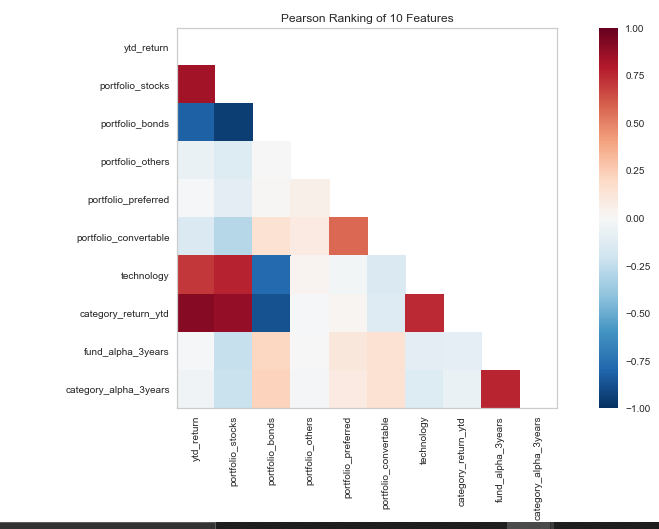 Pearson Ranking of 10 Features
ytd_return
portfolio_stocks
portfolio_bonds
portfolio_others
portfolio_preferred
portfolio_convertable
technology
category_return_ytd
fund_alpha_3years
category_alpha_3years
ytd_return
portfolio_stocks
portfolio_bonds
portfolio_others
portfolio_preferred
portfolio_convertable
technology
category_return_ytd
fund_alpha_3years
category_alpha_3years
1.00
0.75
0.50
0.25
0.00
−0.25
−0.50
−0.75
−1.00